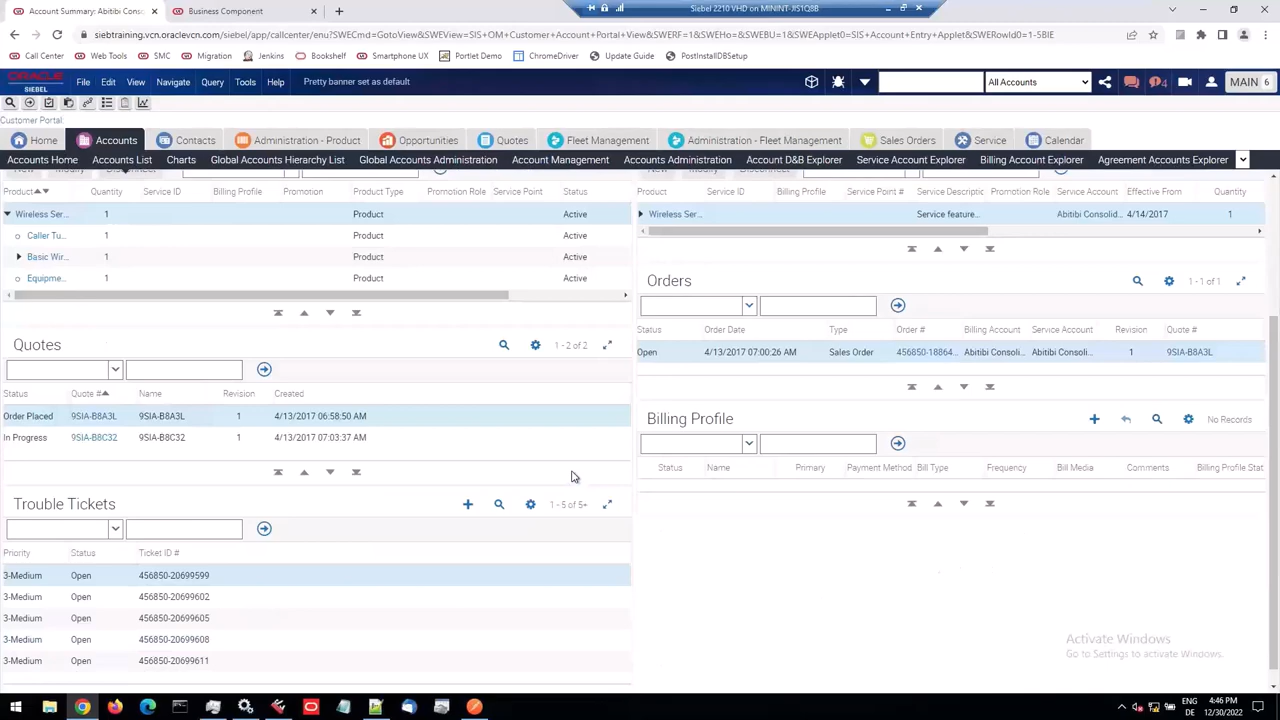 Account Summary: Abitibi Consol
Business Component
Siebel 2210 VHD on MININT-JIS1Q8B
siebtraining.vcn.oraclevcn.com/siebel/app/callcenter/enu?SWECmd=GotoView&SWEView=SIS+OM+Customer+Account+Portal+View&SWERF=1&SWEHo=&SWEBU=1&SWEApplet0=SIS+Account+Entry+Applet&SWERowId0=1-5BIE
Call Center Web Tools SMC Migration Jenkins Smartphone UX Portlet Demo ChromeDriver Update Guide PostInstallDBSetup
ORACLE SIEBEL File Edit View Navigate Query Tools Help Pretty banner set as default All Accounts 4 MAIN 6
Customer Portal:
Home Accounts Contacts Administration - Product Opportunities Quotes Fleet Management Administration - Fleet Management Sales Orders Service Calendar
Accounts Home Accounts List Charts Global Accounts Hierarchy List Global Accounts Administration Account Management Accounts Administration Account D&B Explorer Service Account Explorer Billing Account Explorer Agreement Accounts Explorer
Product Quantity Service ID Billing Profile Promotion Product Type Promotion Role Service Point Status
Wireless Ser... 1 Product Active
Caller Tu... 1 Product Active
Basic Wir... 1 Product Active
Equipme... 1 Product Active
Product Service ID Billing Profile Service Point # Service Descriptic Promotion Role Service Account Effective From Quantity
Wireless Ser... Service feature... Abitibi Consolid... 4/14/2017 1
Orders 1 - 1 of 1
Status Order Date Type Order # Billing Account Service Account Revision Quote #
Open 4/13/2017 07:00:26 AM Sales Order 456850-18864... Abitibi Consoli... Abitibi Consoli... 1 9SIA-B8A3L
Quotes 1 - 2 of 2
Status Quote # Name Revision Created
Order Placed 9SIA-B8A3L 9SIA-B8A3L 1 4/13/2017 06:58:50 AM
In Progress 9SIA-B8C32 9SIA-B8C32 1 4/13/2017 07:03:37 AM
Billing Profile No Records
Status Name Primary Payment Method Bill Type Frequency Bill Media Comments Billing Profile Stat
Trouble Tickets 1 - 5 of 5+
Priority Status Ticket ID #
3-Medium Open 456850-20699599
3-Medium Open 456850-20699602
3-Medium Open 456850-20699605
3-Medium Open 456850-20699608
3-Medium Open 456850-20699611
Activate Windows
Go to Settings to activate Windows.
ENG
DE
4:46 PM
12/30/2022